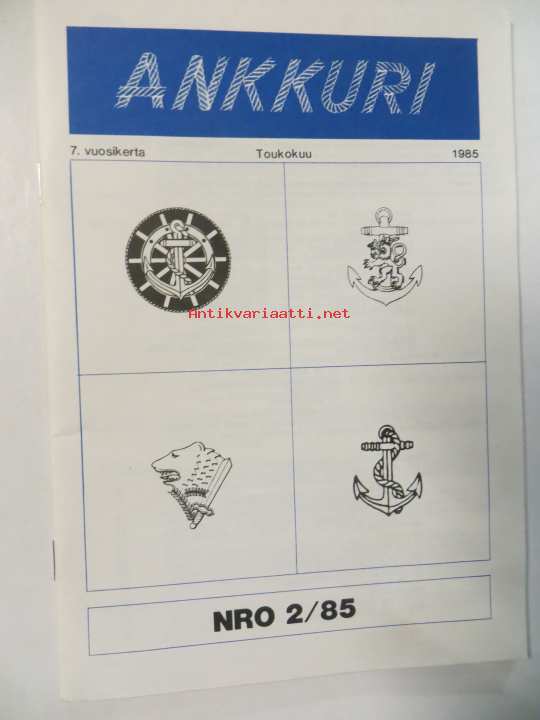 ANKKURI
7. vuosikerta Toukokuu 1985
Antikvariaatti.net
NRO 2/85